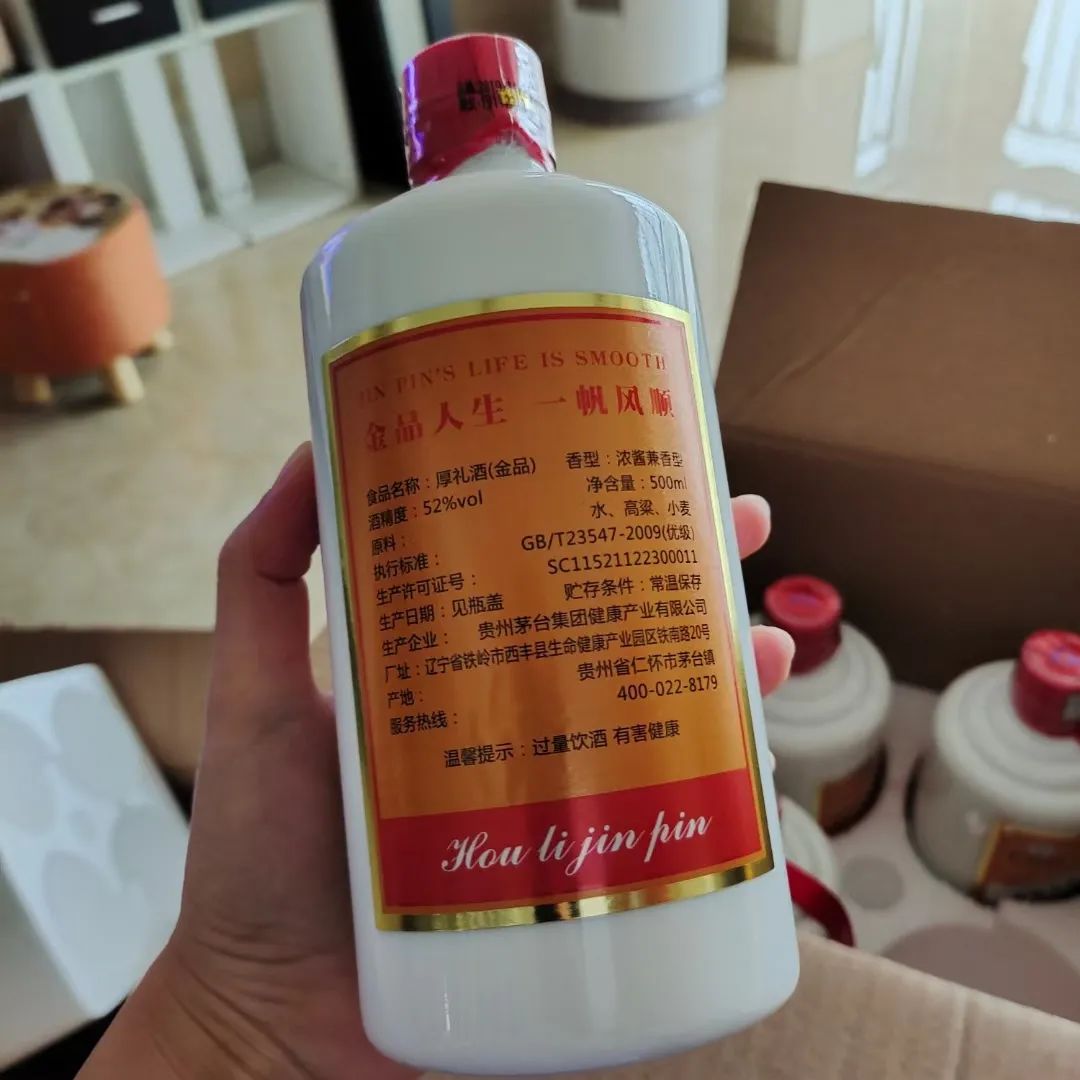 JIN PIN'S LIFE IS SMOOTH
金品人生 一帆风顺
食品名称：厚礼酒(金品) 香型：浓酱兼香型
酒精度：52%vol 净含量：500ml
原料： 水、高粱、小麦
执行标准： GB/T23547-2009(优级)
生产许可证号： SC11521122300011
生产日期：见瓶盖 贮存条件：常温保存
生产企业： 贵州茅台集团健康产业有限公司
厂址：辽宁省铁岭市西丰县生命健康产业园区铁南路20号
产地： 贵州省仁怀市茅台镇
服务热线： 400-022-8179
温馨提示：过量饮酒 有害健康
Hou li jin pin